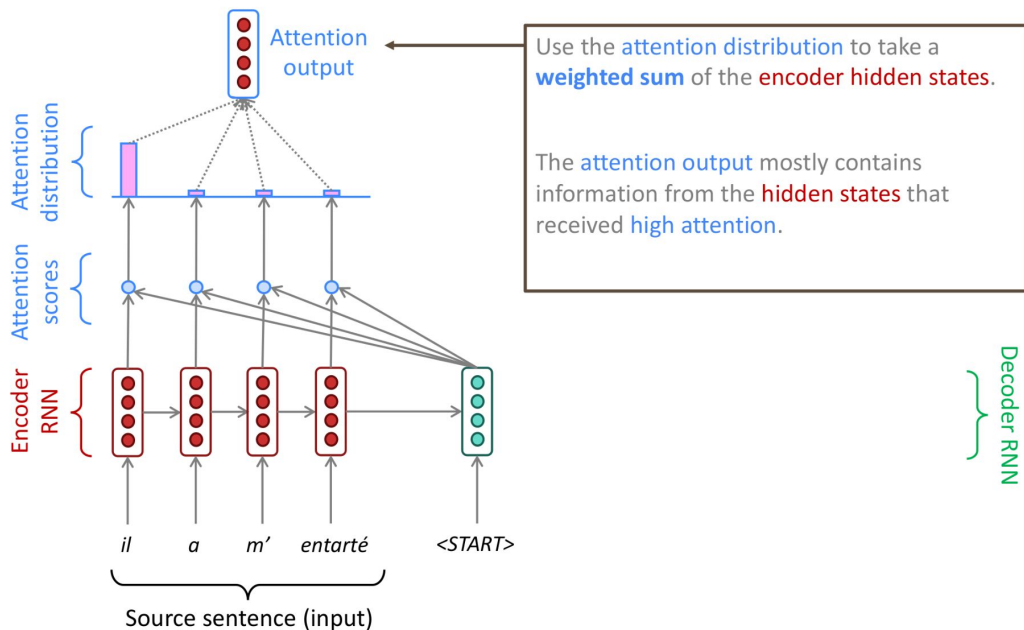 Attention
output
Use the attention distribution to take a
weighted sum of the encoder hidden states.
The attention output mostly contains
information from the hidden states that
received high attention.
Attention
distribution
Attention
scores
Encoder
RNN
Decoder RNN
il a m’ entarté <START>
Source sentence (input)